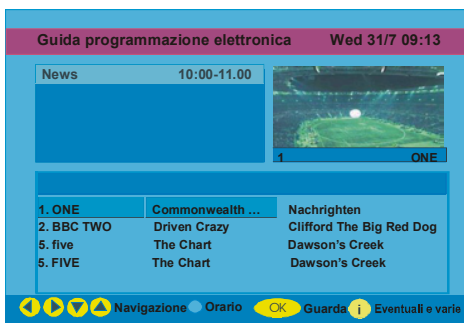 Guida programmazione elettronica Wed 31/7 09:13
News 10:00-11.00
1 ONE
1. ONE Commonwealth ... Nachrighten
2. BBC TWO Driven Crazy Clifford The Big Red Dog
5. five The Chart Dawson's Creek
5. FIVE The Chart Dawson's Creek
Navigazione Orario OK Guarda i Eventuali e varie